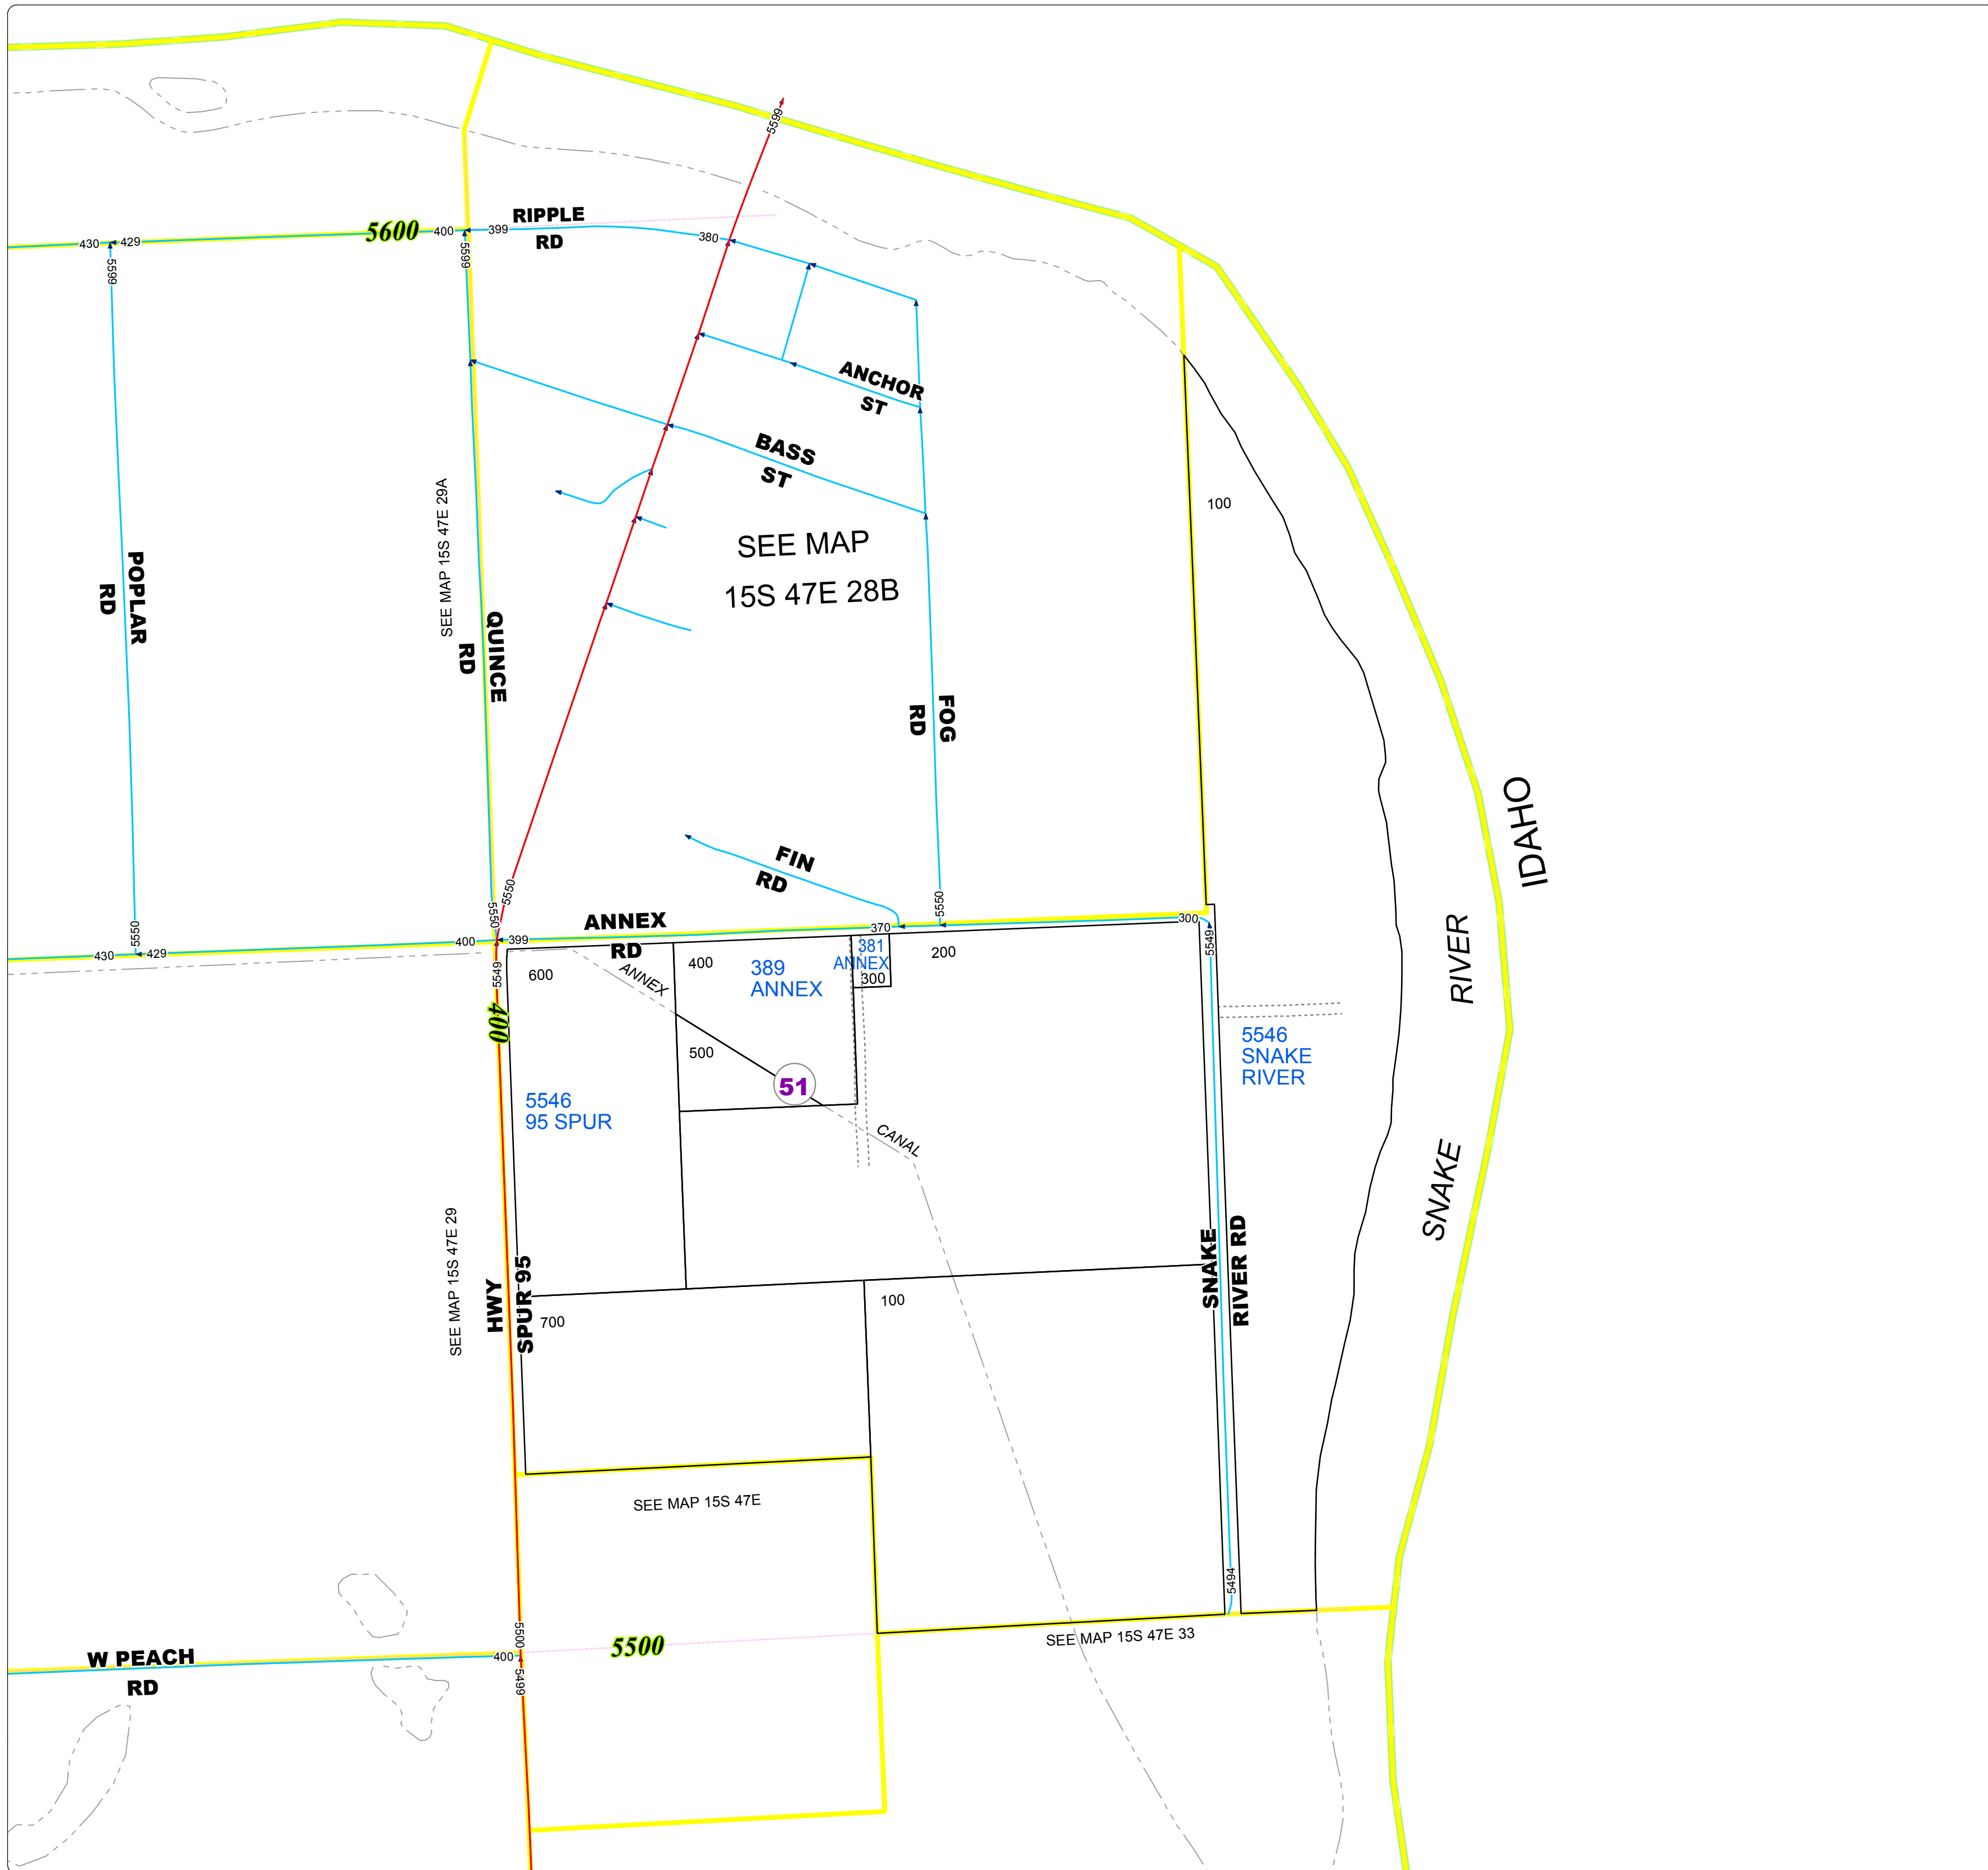 5599
RIPPLE
RD
5600
400
399
380
430
429
5599
5599
ANCHOR
ST
BASS
ST
100
SEE MAP 15S 47E 29A
SEE MAP
15S 47E 28B
POPLAR
RD
QUINCE
RD
FOG
RD
IDAHO
FIN
RD
5550
5550
5550
5550
ANNEX
RD
370
300
400
399
430
429
5549
5549
600
ANNEX
400
389
ANNEX
381
ANNEX
300
200
RIVER
400
500
5546
SNAKE
RIVER
51
5546
95 SPUR
CANAL
SNAKE
SEE MAP 15S 47E 29
HWY
SPUR 95
SNAKE
RIVER RD
700
100
SEE MAP 15S 47E
5494
5500
5500
SEE MAP 15S 47E 33
W PEACH
RD
400
5499